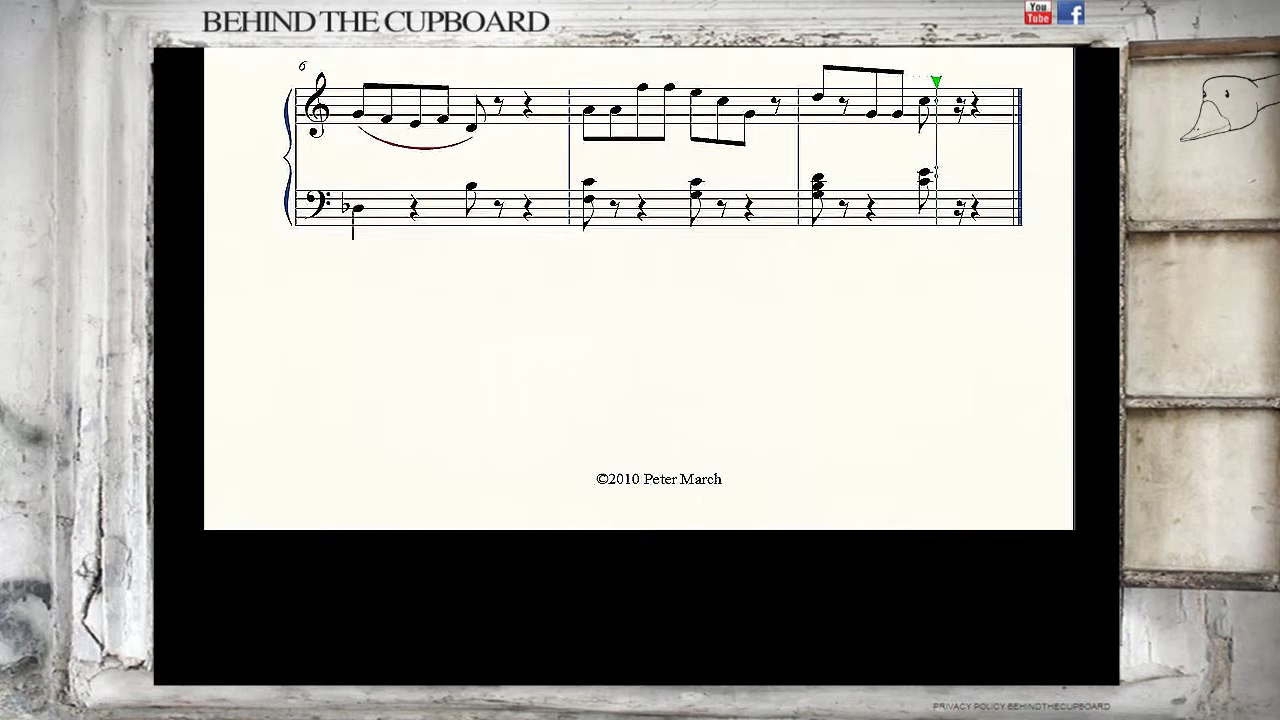 BEHIND THE CUPBOARD
You
Tube
f
6
©2010 Peter March
PRIVACY POLICY BEHINDTHECUPBOARD